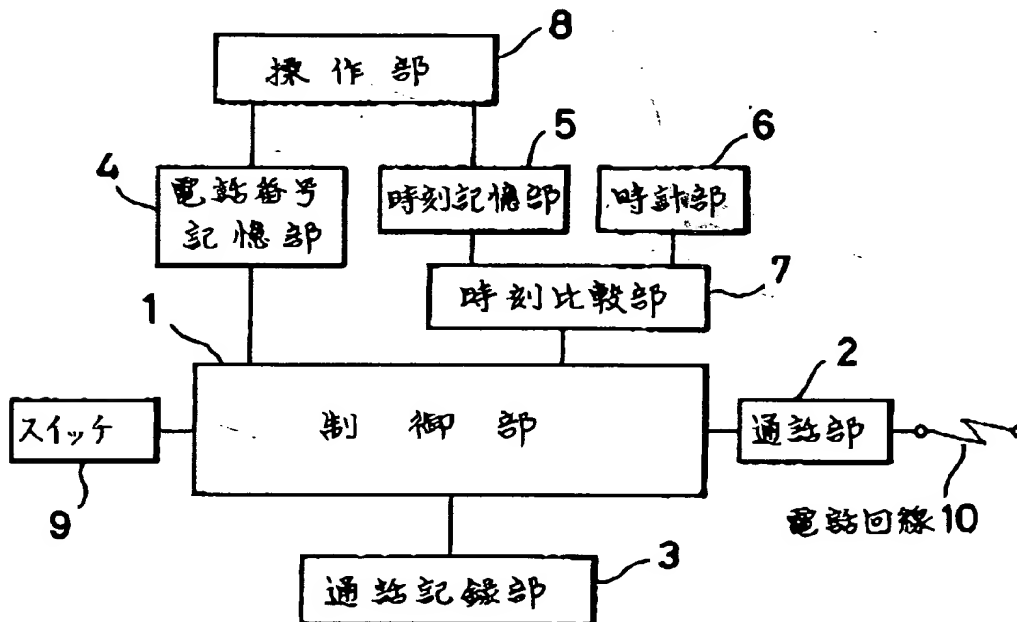 8
操作部
5
6
4
電話番号
記憶部
時刻記憶部
時計部
7
時刻比較部
1
2
スイッチ
制御部
通話部
9
電話回線10
3
通話記録部